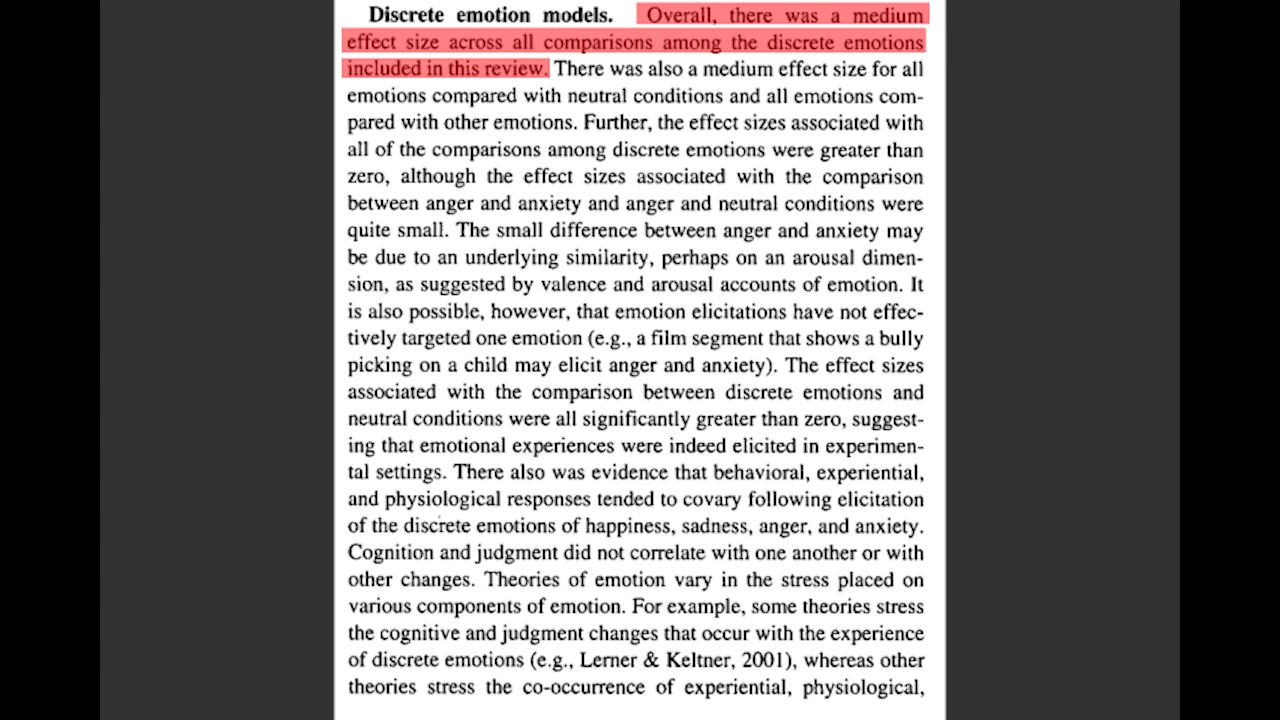 Discrete emotion models. Overall, there was a medium
effect size across all comparisons among the discrete emotions
included in this review. There was also a medium effect size for all
emotions compared with neutral conditions and all emotions com-
pared with other emotions. Further, the effect sizes associated with
all of the comparisons among discrete emotions were greater than
zero, although the effect sizes associated with the comparison
between anger and anxiety and anger and neutral conditions were
quite small. The small difference between anger and anxiety may
be due to an underlying similarity, perhaps on an arousal dimen-
sion, as suggested by valence and arousal accounts of emotion. It
is also possible, however, that emotion elicitations have not effec-
tively targeted one emotion (e.g., a film segment that shows a bully
picking on a child may elicit anger and anxiety). The effect sizes
associated with the comparison between discrete emotions and
neutral conditions were all significantly greater than zero, suggest-
ing that emotional experiences were indeed elicited in experimen-
tal settings. There also was evidence that behavioral, experiential,
and physiological responses tended to covary following elicitation
of the discrete emotions of happiness, sadness, anger, and anxiety.
Cognition and judgment did not correlate with one another or with
other changes. Theories of emotion vary in the stress placed on
various components of emotion. For example, some theories stress
the cognitive and judgment changes that occur with the experience
of discrete emotions (e.g., Lerner & Keltner, 2001), whereas other
theories stress the co-occurrence of experiential, physiological,